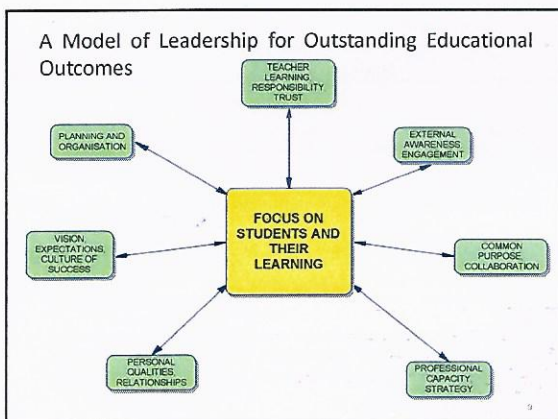 A Model of Leadership for Outstanding Educational
Outcomes
TEACHER
LEARNING,
RESPONSIBILITY,
TRUST
PLANNING AND
ORGANISATION
EXTERNAL
AWARENESS,
ENGAGEMENT
FOCUS ON
STUDENTS AND
THEIR
LEARNING
VISION,
EXPECTATIONS,
CULTURE OF
SUCCESS
COMMON
PURPOSE,
COLLABORATION
PERSONAL
QUALITIES,
RELATIONSHIPS
PROFESSIONAL
CAPACITY,
STRATEGY